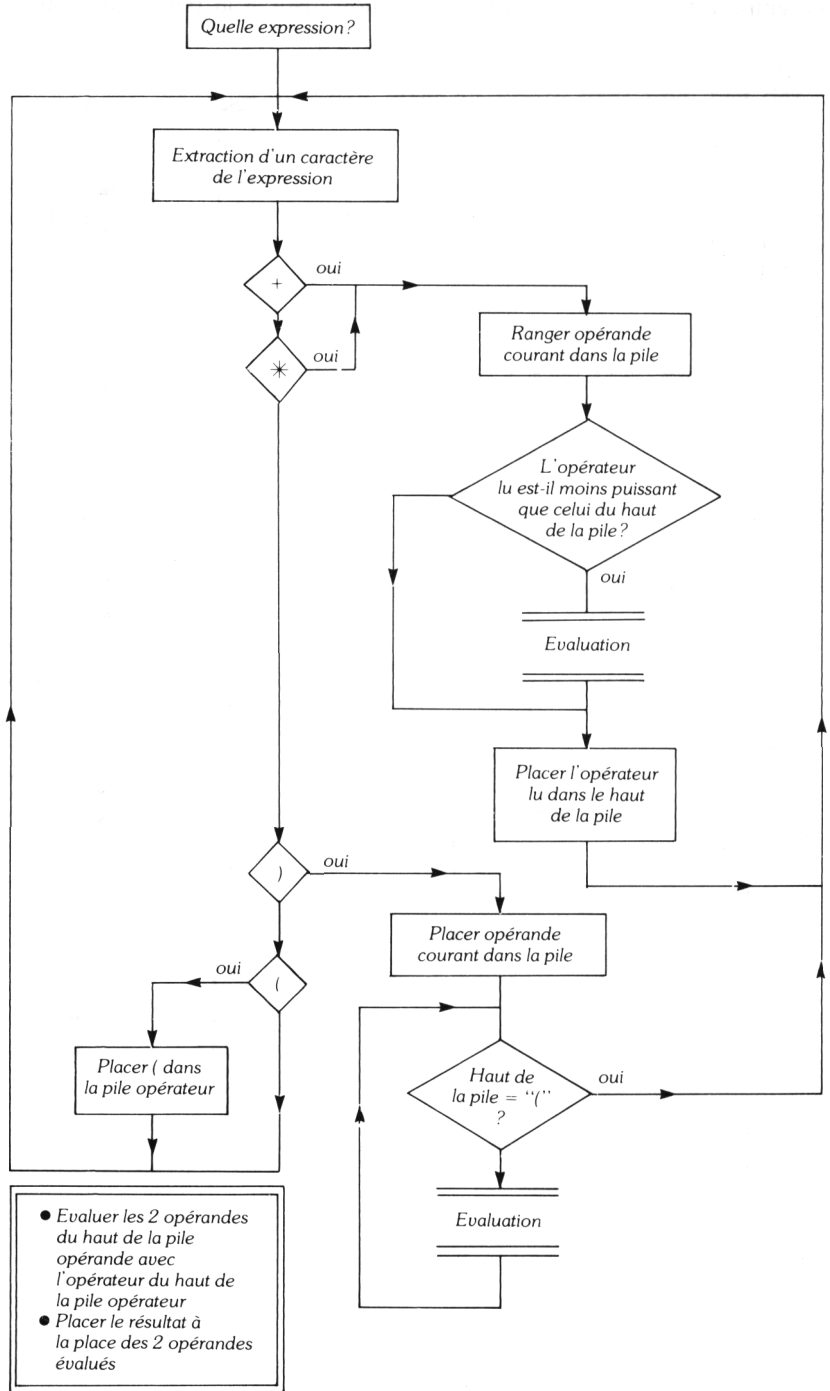 Quelle expression?
Extraction d'un caractère
de l'expression
oui
+
oui
*
Ranger opérande
courant dans la pile
L'opérateur
lu est-il moins puissant
que celui du haut
de la pile?
oui
Evaluation
Placer l'opérateur
lu dans le haut
de la pile
)
oui
Placer opérande
courant dans la pile
oui
(
Placer ( dans
la pile opérateur
Haut de
la pile = “(”
?
oui
Evaluation
● Evaluer les 2 opérandes
du haut de la pile
opérande avec
l'opérateur du haut de
la pile opérateur
● Placer le résultat à
la place des 2 opérandes
évalués